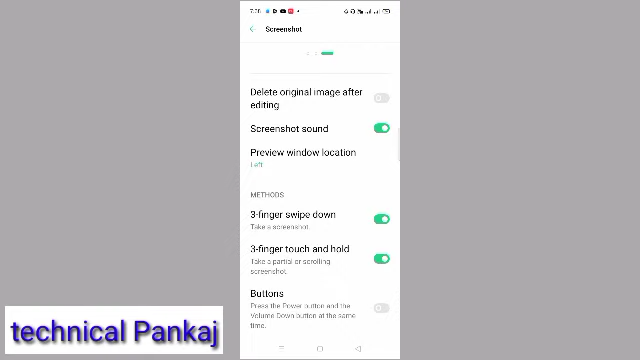 7:38
Screenshot
Delete original image after
editing
Screenshot sound
Preview window location
Left
METHODS
3-finger swipe down
Take a screenshot.
3-finger touch and hold
Take a partial or scrolling
screenshot.
Buttons
Press the Power button and the
Volume Down button at the same
time.
technical Pankaj